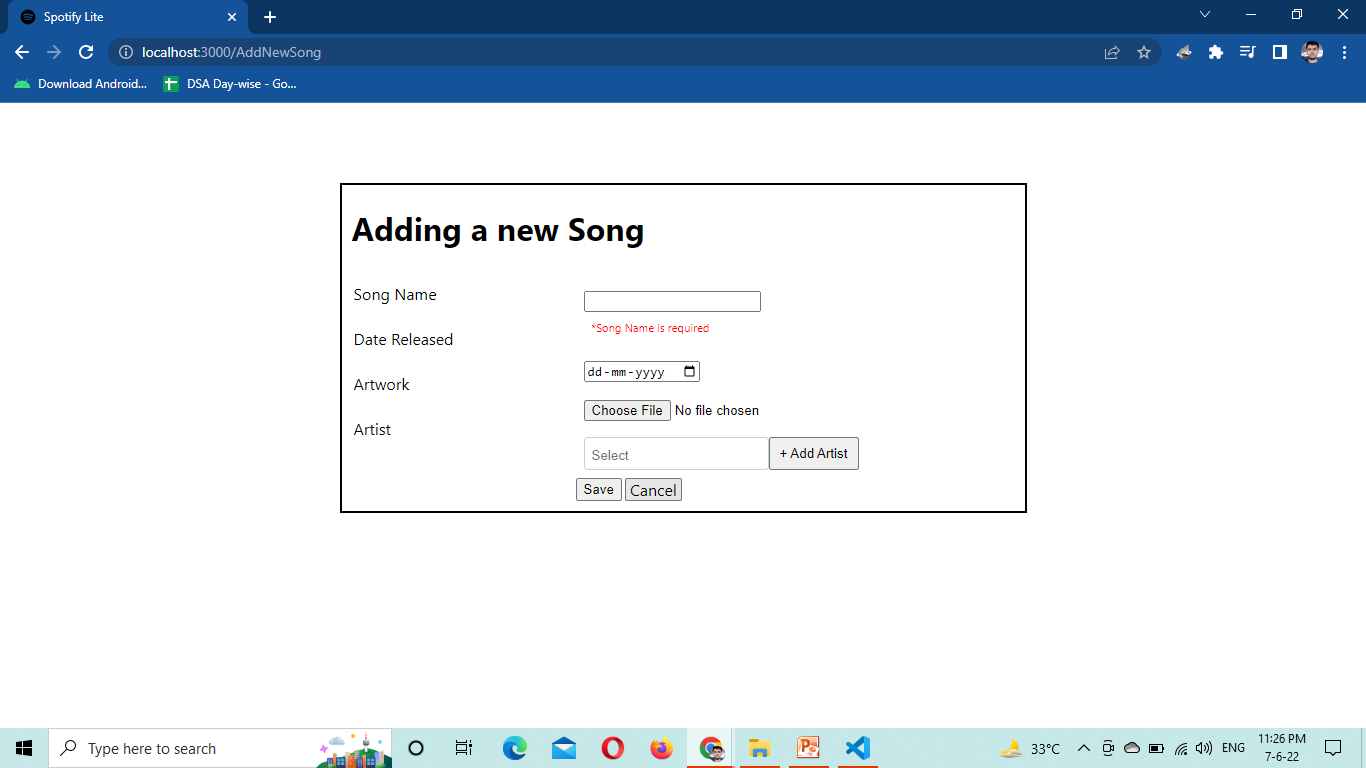 Spotify Lite
localhost:3000/AddNewSong
Download Android...
DSA Day-wise - Go...
Adding a new Song
Song Name
*Song Name is required
Date Released
dd-mm-yyyy
Artwork
Choose File No file chosen
Artist
Select
+ Add Artist
Save
Cancel
Type here to search
33°C
ENG
11:26 PM
7-6-22